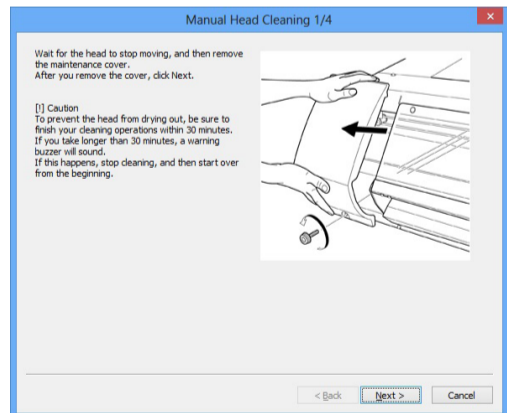 Manual Head Cleaning 1/4
Wait for the head to stop moving, and then remove
the maintenance cover.
After you remove the cover, click Next.
[!] Caution
To prevent the head from drying out, be sure to
finish your cleaning operations within 30 minutes.
If you take longer than 30 minutes, a warning
buzzer will sound.
If this happens, stop cleaning, and then start over
from the beginning.
< Back
Next >
Cancel